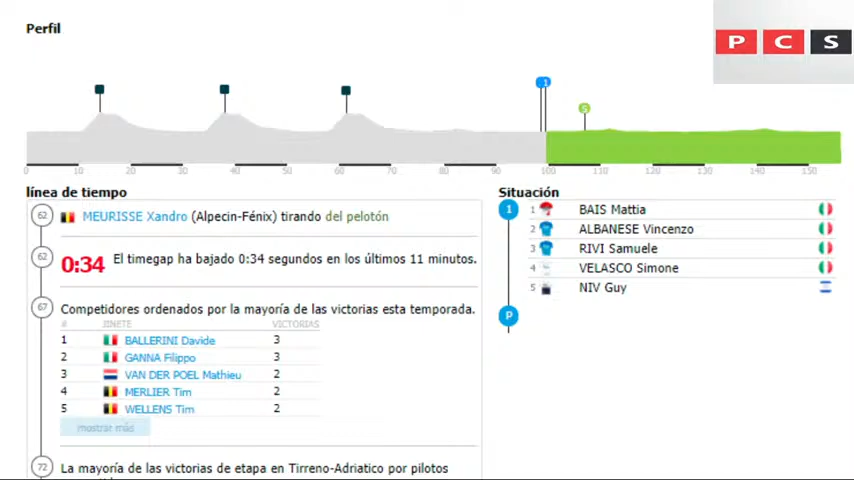 Perfil
P C S
1
S
0 10 20 30 40 50 60 70 80 90 100 110 120 130 140 150
línea de tiempo
62 MEURISSE Xandro (Alpecin-Fénix) tirando del pelotón
62 0:34 El timegap ha bajado 0:34 segundos en los últimos 11 minutos.
67 Competidores ordenados por la mayoría de las victorias esta temporada.
# JINETE VICTORIAS
1 BALLERINI Davide 3
2 GANNA Filippo 3
3 VAN DER POEL Mathieu 2
4 MERLIER Tim 2
5 WELLENS Tim 2
mostrar más
72 La mayoría de las victorias de etapa en Tirreno-Adriatico por pilotos
Situación
1 1 BAIS Mattia
2 ALBANESE Vincenzo
3 RIVI Samuele
4 VELASCO Simone
5 NIV Guy
P